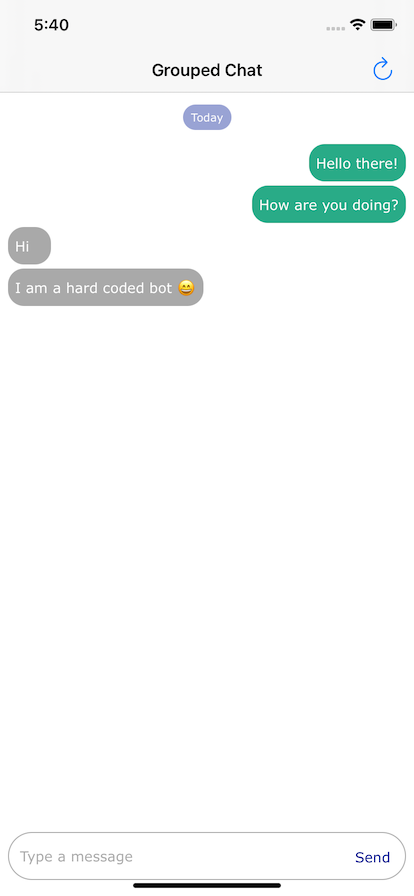 5:40
Grouped Chat
Today
Hello there!
How are you doing?
Hi
I am a hard coded bot 😄
Type a message
Send